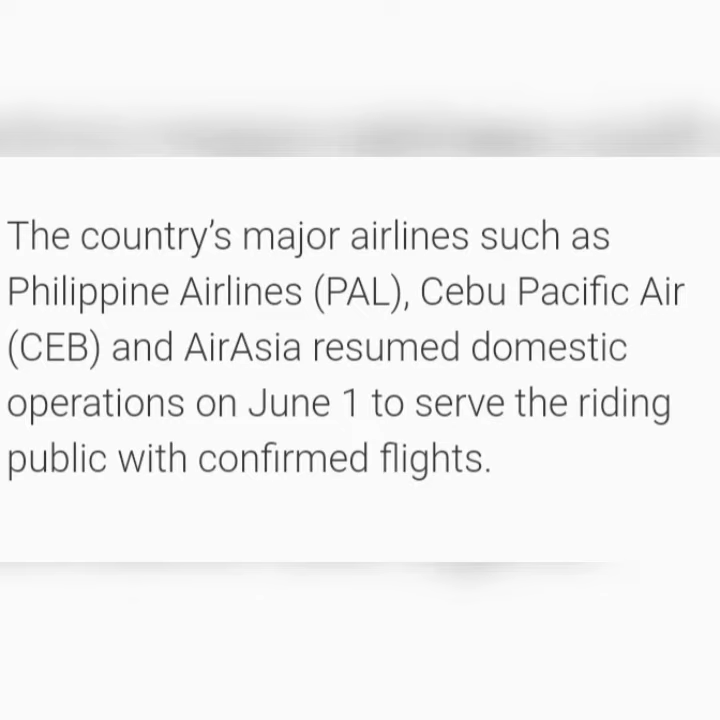 The country’s major airlines such as
Philippine Airlines (PAL), Cebu Pacific Air
(CEB) and AirAsia resumed domestic
operations on June 1 to serve the riding
public with confirmed flights.